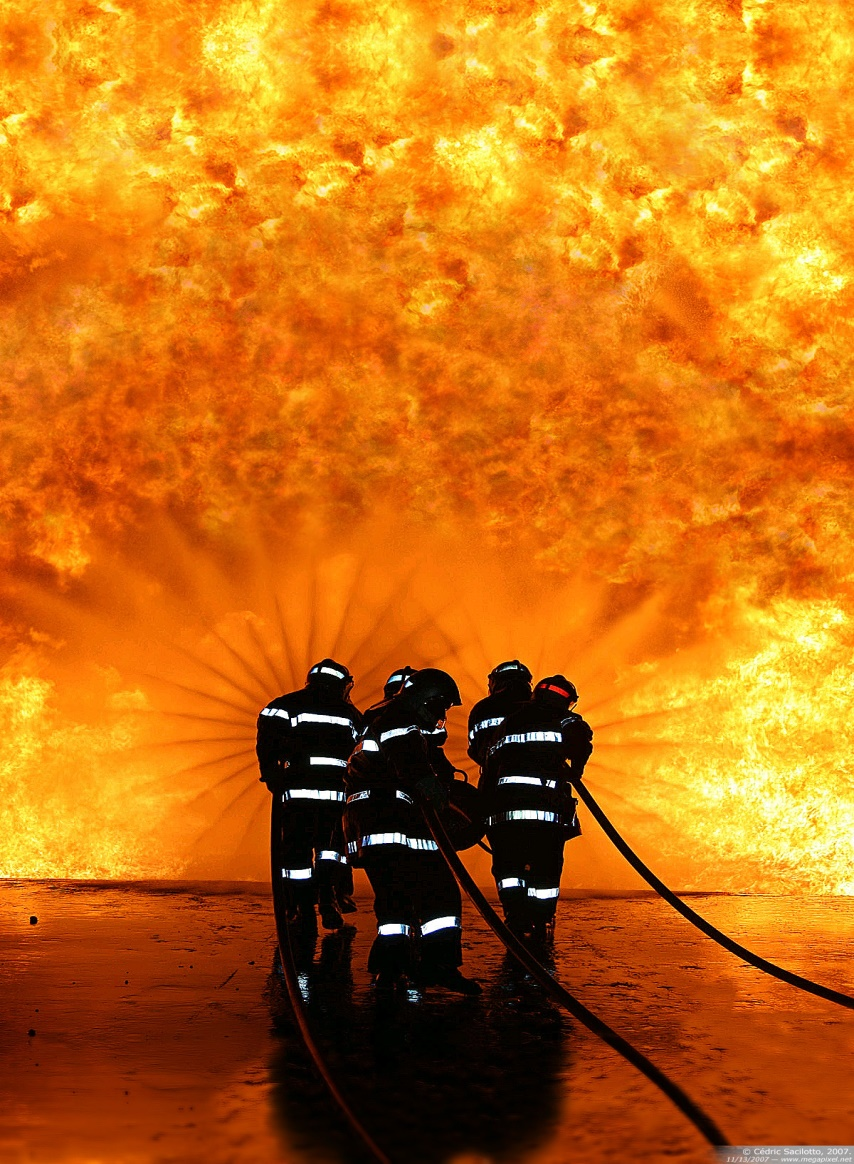 © Cédric Sacilotto, 2007.
11/13/2007 — www.megapixel.net